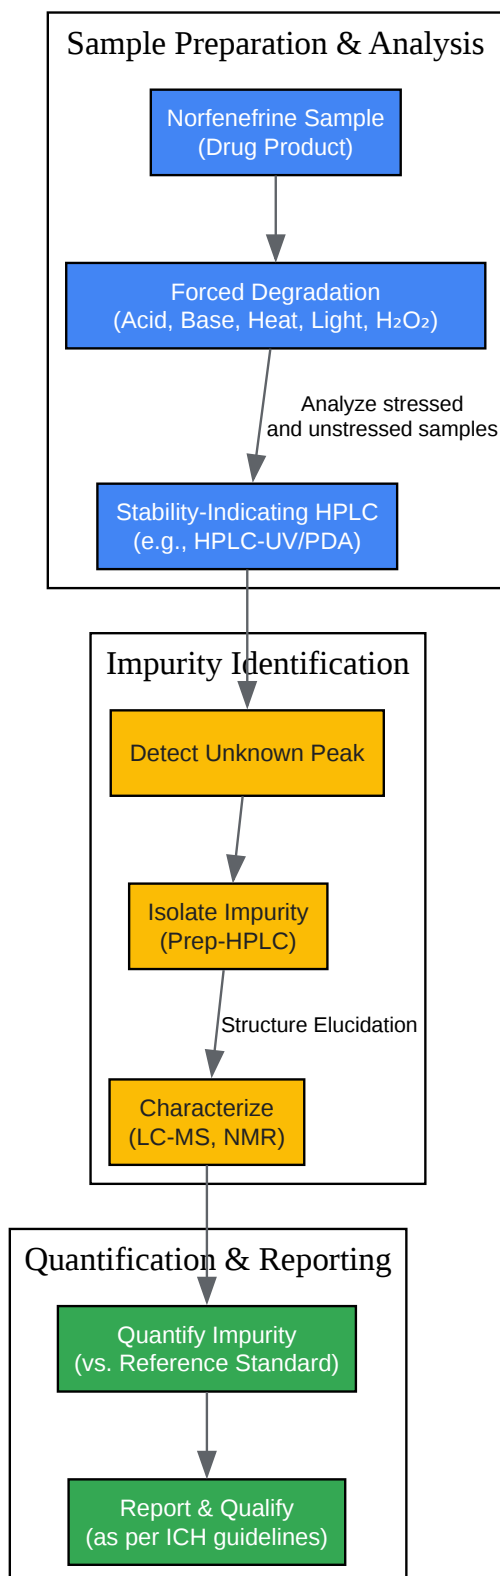 Sample Preparation & Analysis
Norfenefrine Sample
(Drug Product)
Forced Degradation
(Acid, Base, Heat, Light, H₂O₂)
Analyze stressed
and unstressed samples
Stability-Indicating HPLC
(e.g., HPLC-UV/PDA)
Impurity Identification
Detect Unknown Peak
Isolate Impurity
(Prep-HPLC)
Structure Elucidation
Characterize
(LC-MS, NMR)
Quantification & Reporting
Quantify Impurity
(vs. Reference Standard)
Report & Qualify
(as per ICH guidelines)